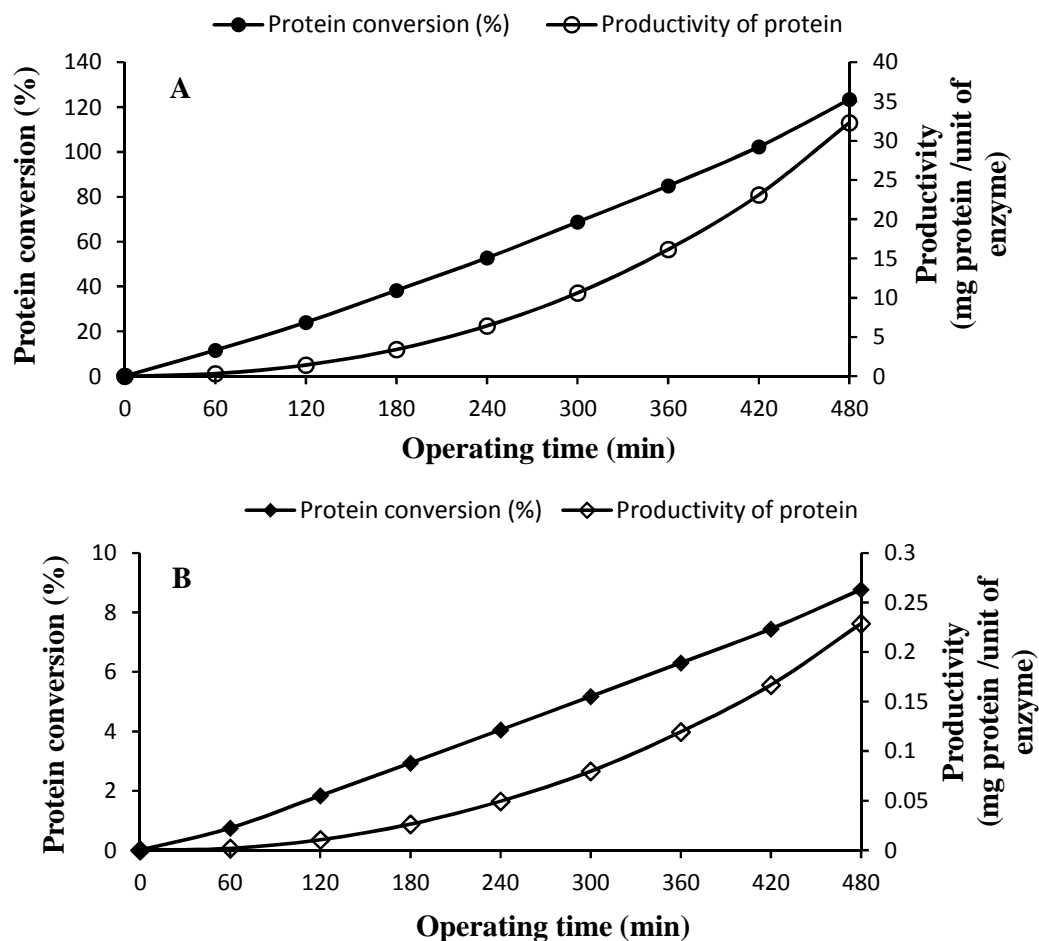 Protein conversion (%) Productivity of protein
A
Protein conversion (%)
140
120
100
80
60
40
20
0
40
35
30
25
20
15
10
5
0
Productivity
(mg protein /unit of
enzyme)
0 60 120 180 240 300 360 420 480
Operating time (min)
Protein conversion (%) Productivity of protein
B
Protein conversion (%)
10
8
6
4
2
0
0.3
0.25
0.2
0.15
0.1
0.05
0
Productivity
(mg protein /unit of
enzyme)
0 60 120 180 240 300 360 420 480
Operating time (min)